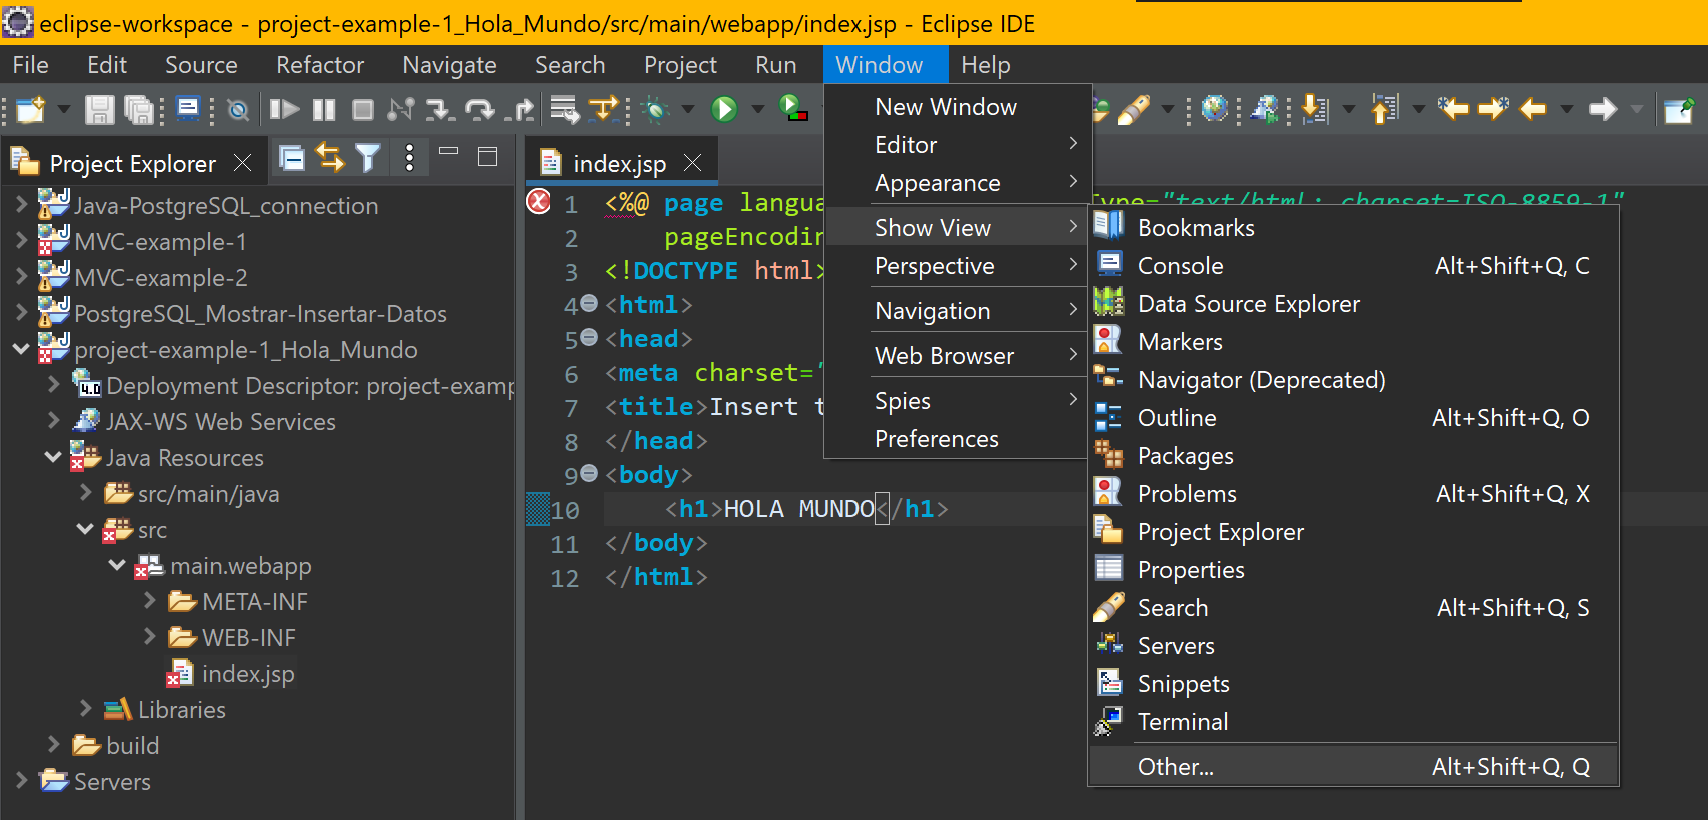 eclipse-workspace - project-example-1_Hola_Mundo/src/main/webapp/index.jsp - Eclipse IDE
File Edit Source Refactor Navigate Search Project Run Window Help
Project Explorer
Java-PostgreSQL_connection
MVC-example-1
MVC-example-2
PostgreSQL_Mostrar-Insertar-Datos
project-example-1_Hola_Mundo
4.0 Deployment Descriptor: project-examp
JAX-WS Web Services
Java Resources
src/main/java
src
main.webapp
META-INF
WEB-INF
index.jsp
Libraries
build
Servers
index.jsp
1 <%@ page langua Type="text/html; charset=ISO-8859-1"
2 pageEncodin
3 <!DOCTYPE html>
4 <html>
5 <head>
6 <meta charset="
7 <title>Insert t
8 </head>
9 <body>
10 <h1>HOLA MUNDO</h1>
11 </body>
12 </html>
New Window
Editor
Appearance
Show View
Perspective
Navigation
Web Browser
Spies
Preferences
Bookmarks
Console Alt+Shift+Q, C
Data Source Explorer
Markers
Navigator (Deprecated)
Outline Alt+Shift+Q, O
Packages
Problems Alt+Shift+Q, X
Project Explorer
Properties
Search Alt+Shift+Q, S
Servers
Snippets
Terminal
Other... Alt+Shift+Q, Q